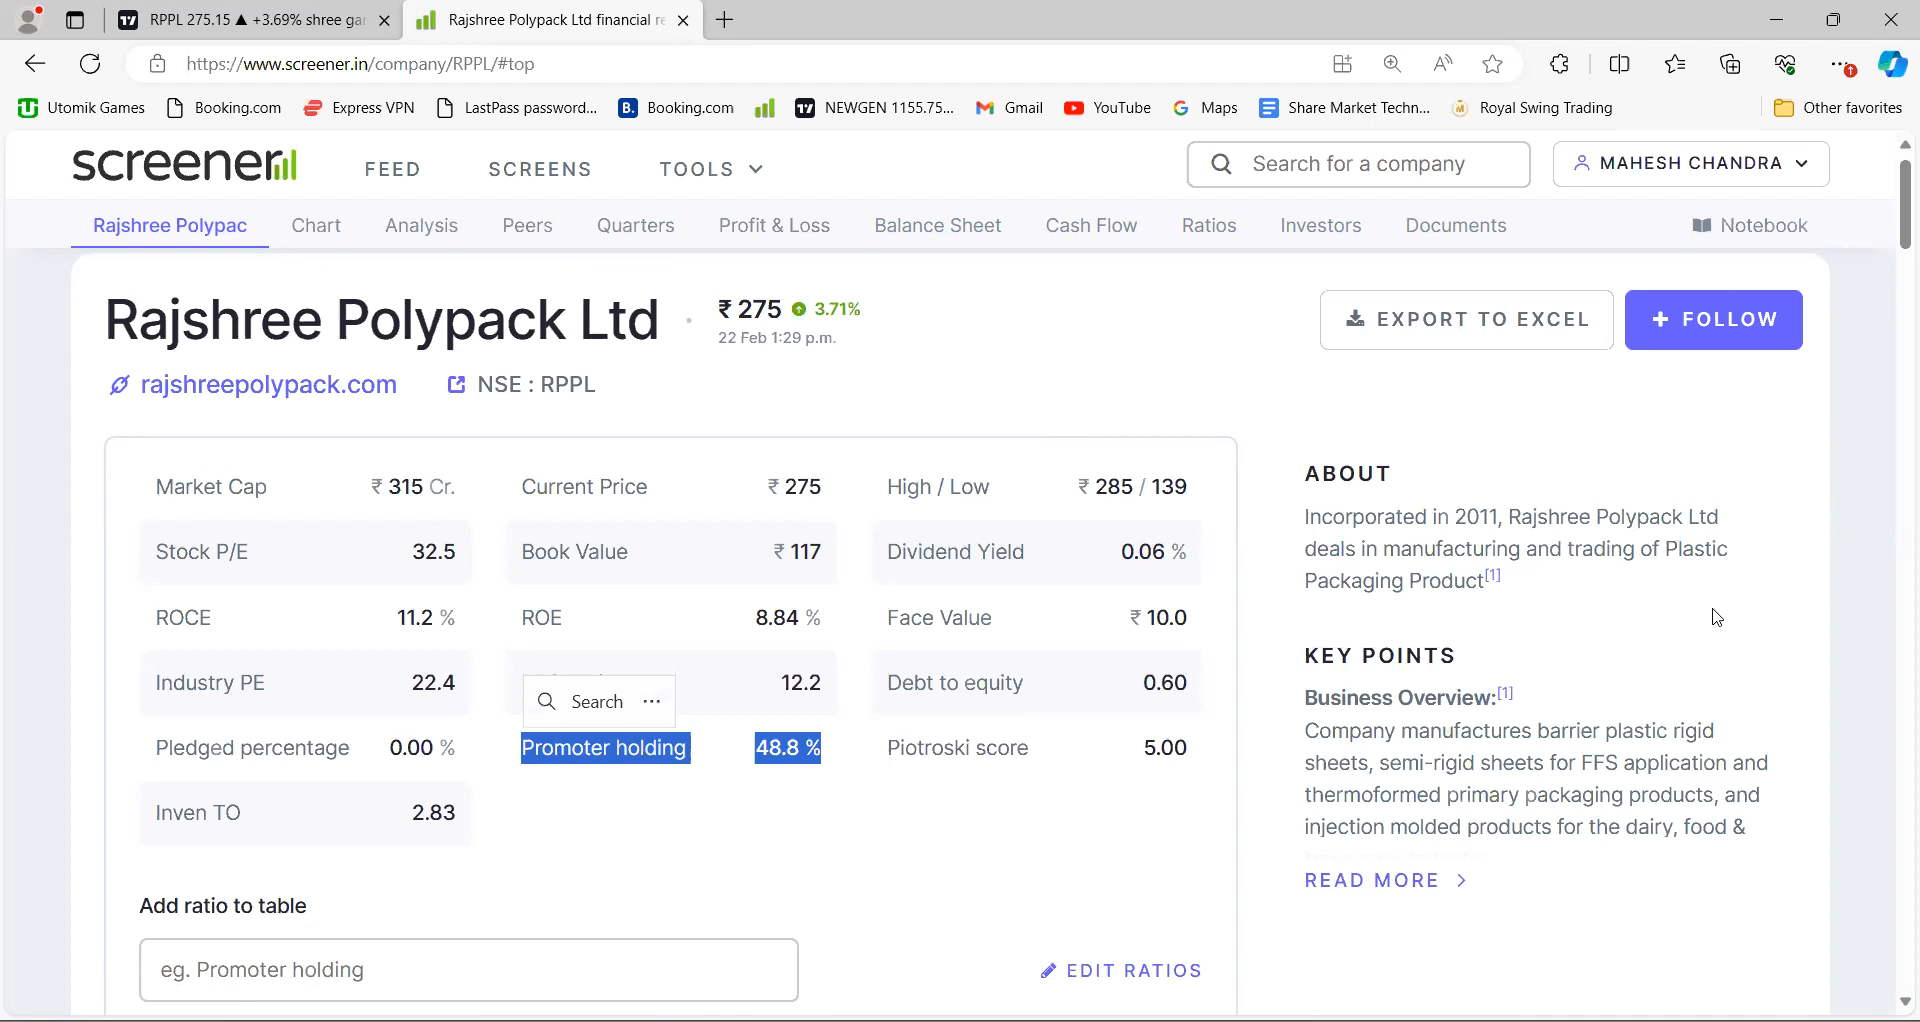 RPPL 275.15 ▲ +3.69% shree gar
Rajshree Polypack Ltd financial re
https://www.screener.in/company/RPPL/#top
Utomik Games
Booking.com
Express VPN
LastPass password...
B. Booking.com
NEWGEN 1155.75...
Gmail
YouTube
Maps
Share Market Techn...
Royal Swing Trading
Other favorites
screener
FEED
SCREENS
TOOLS
Search for a company
MAHESH CHANDRA
Rajshree Polypac
Chart
Analysis
Peers
Quarters
Profit & Loss
Balance Sheet
Cash Flow
Ratios
Investors
Documents
Notebook
Rajshree Polypack Ltd
₹ 275 3.71%
22 Feb 1:29 p.m.
EXPORT TO EXCEL
+ FOLLOW
rajshreepolypack.com
NSE : RPPL
Market Cap ₹ 315 Cr.
Current Price ₹ 275
High / Low ₹ 285 / 139
Stock P/E 32.5
Book Value ₹ 117
Dividend Yield 0.06 %
ROCE 11.2 %
ROE 8.84 %
Face Value ₹ 10.0
Industry PE 22.4
12.2
Debt to equity 0.60
Search ...
Pledged percentage 0.00 %
Promoter holding 48.8 %
Piotroski score 5.00
Inven TO 2.83
Add ratio to table
eg. Promoter holding
EDIT RATIOS
ABOUT
Incorporated in 2011, Rajshree Polypack Ltd
deals in manufacturing and trading of Plastic
Packaging Product[1]
KEY POINTS
Business Overview:[1]
Company manufactures barrier plastic rigid
sheets, semi-rigid sheets for FFS application and
thermoformed primary packaging products, and
injection molded products for the dairy, food &
READ MORE >